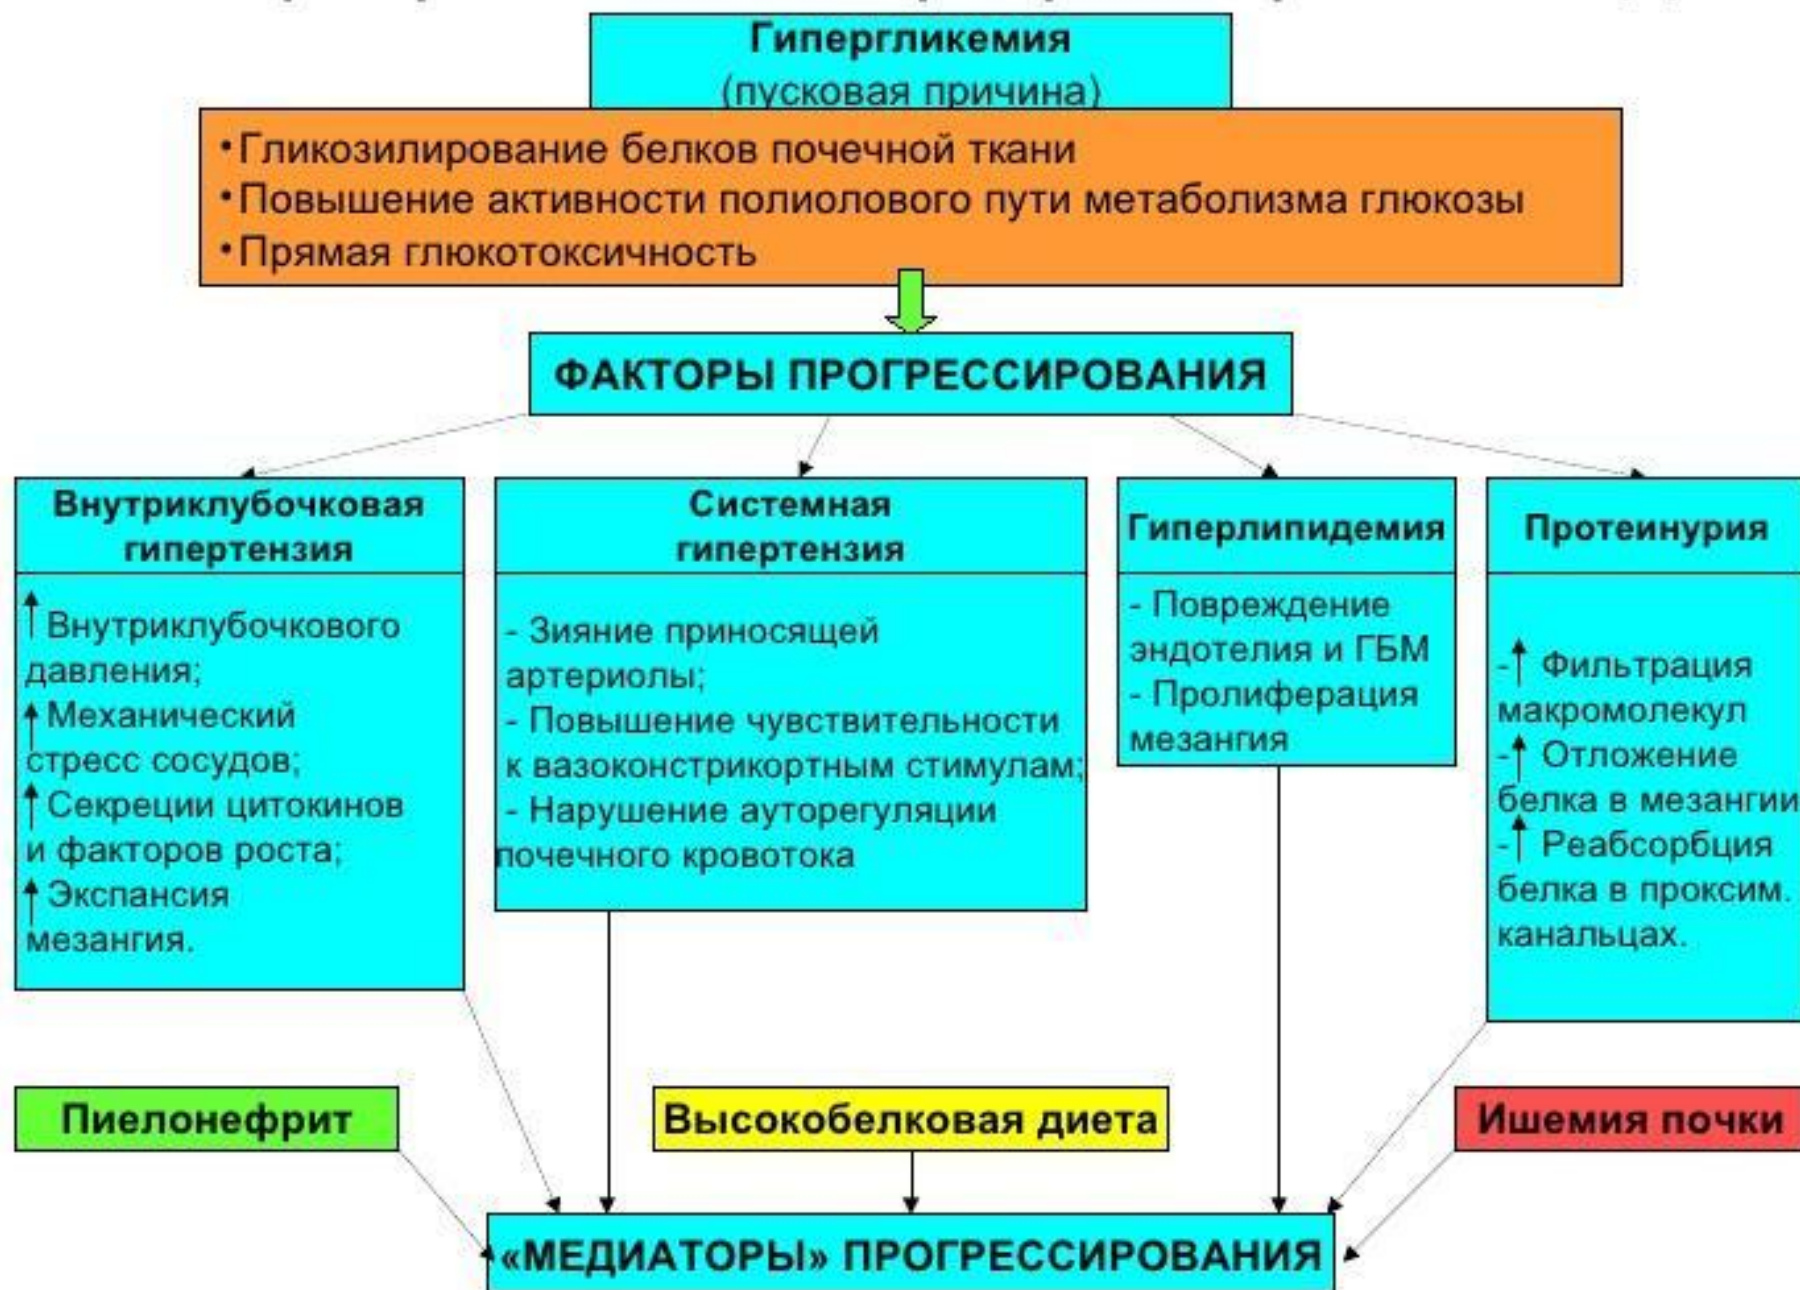 Гипергликемия
(пусковая причина)
•Гликозилирование белков почечной ткани
•Повышение активности полиолового пути метаболизма глюкозы
•Прямая глюкотоксичность
ФАКТОРЫ ПРОГРЕССИРОВАНИЯ
Внутриклубочковая
гипертензия
↑ Внутриклубочкового
давления;
↑ Механический
стресс сосудов;
↑ Секреции цитокинов
и факторов роста;
↑ Экспансия
мезангия.
Системная
гипертензия
- Зияние приносящей
артериолы;
- Повышение чувствительности
к вазоконстрикортным стимулам;
- Нарушение ауторегуляции
почечного кровотока
Гиперлипидемия
- Повреждение
эндотелия и ГБМ
- Пролиферация
мезангия
Протеинурия
-↑ Фильтрация
макромолекул
-↑ Отложение
белка в мезангии
-↑ Реабсорбция
белка в проксим.
канальцах.
Пиелонефрит
Высокобелковая диета
Ишемия почки
«МЕДИАТОРЫ» ПРОГРЕССИРОВАНИЯ